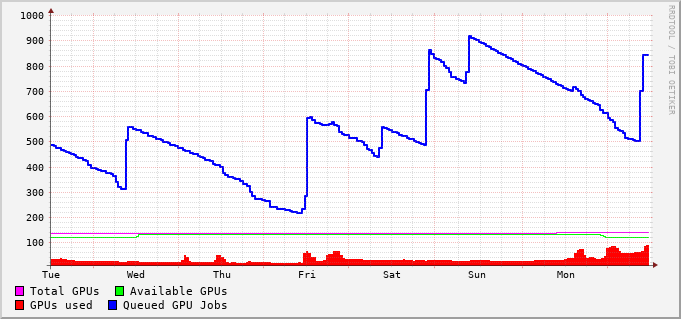 1000
900
800
700
600
500
400
300
200
100
Tue Wed Thu Fri Sat Sun Mon
Total GPUs Available GPUs
GPUs used Queued GPU Jobs
RRDTOOL / TOBI OETIKER